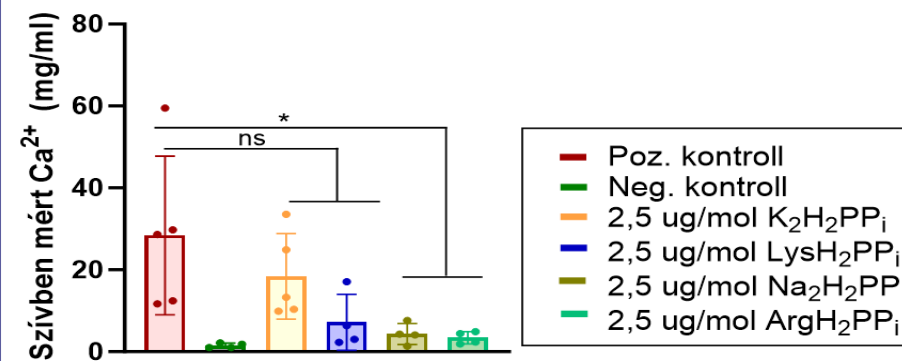 Szívben mért Ca²⁺ (mg/ml)
80
60
40
20
0
*
ns
Poz. kontroll
Neg. kontroll
2,5 ug/mol K₂H₂PPᵢ
2,5 ug/mol LysH₂PPᵢ
2,5 ug/mol Na₂H₂PP
2,5 ug/mol ArgH₂PPᵢ